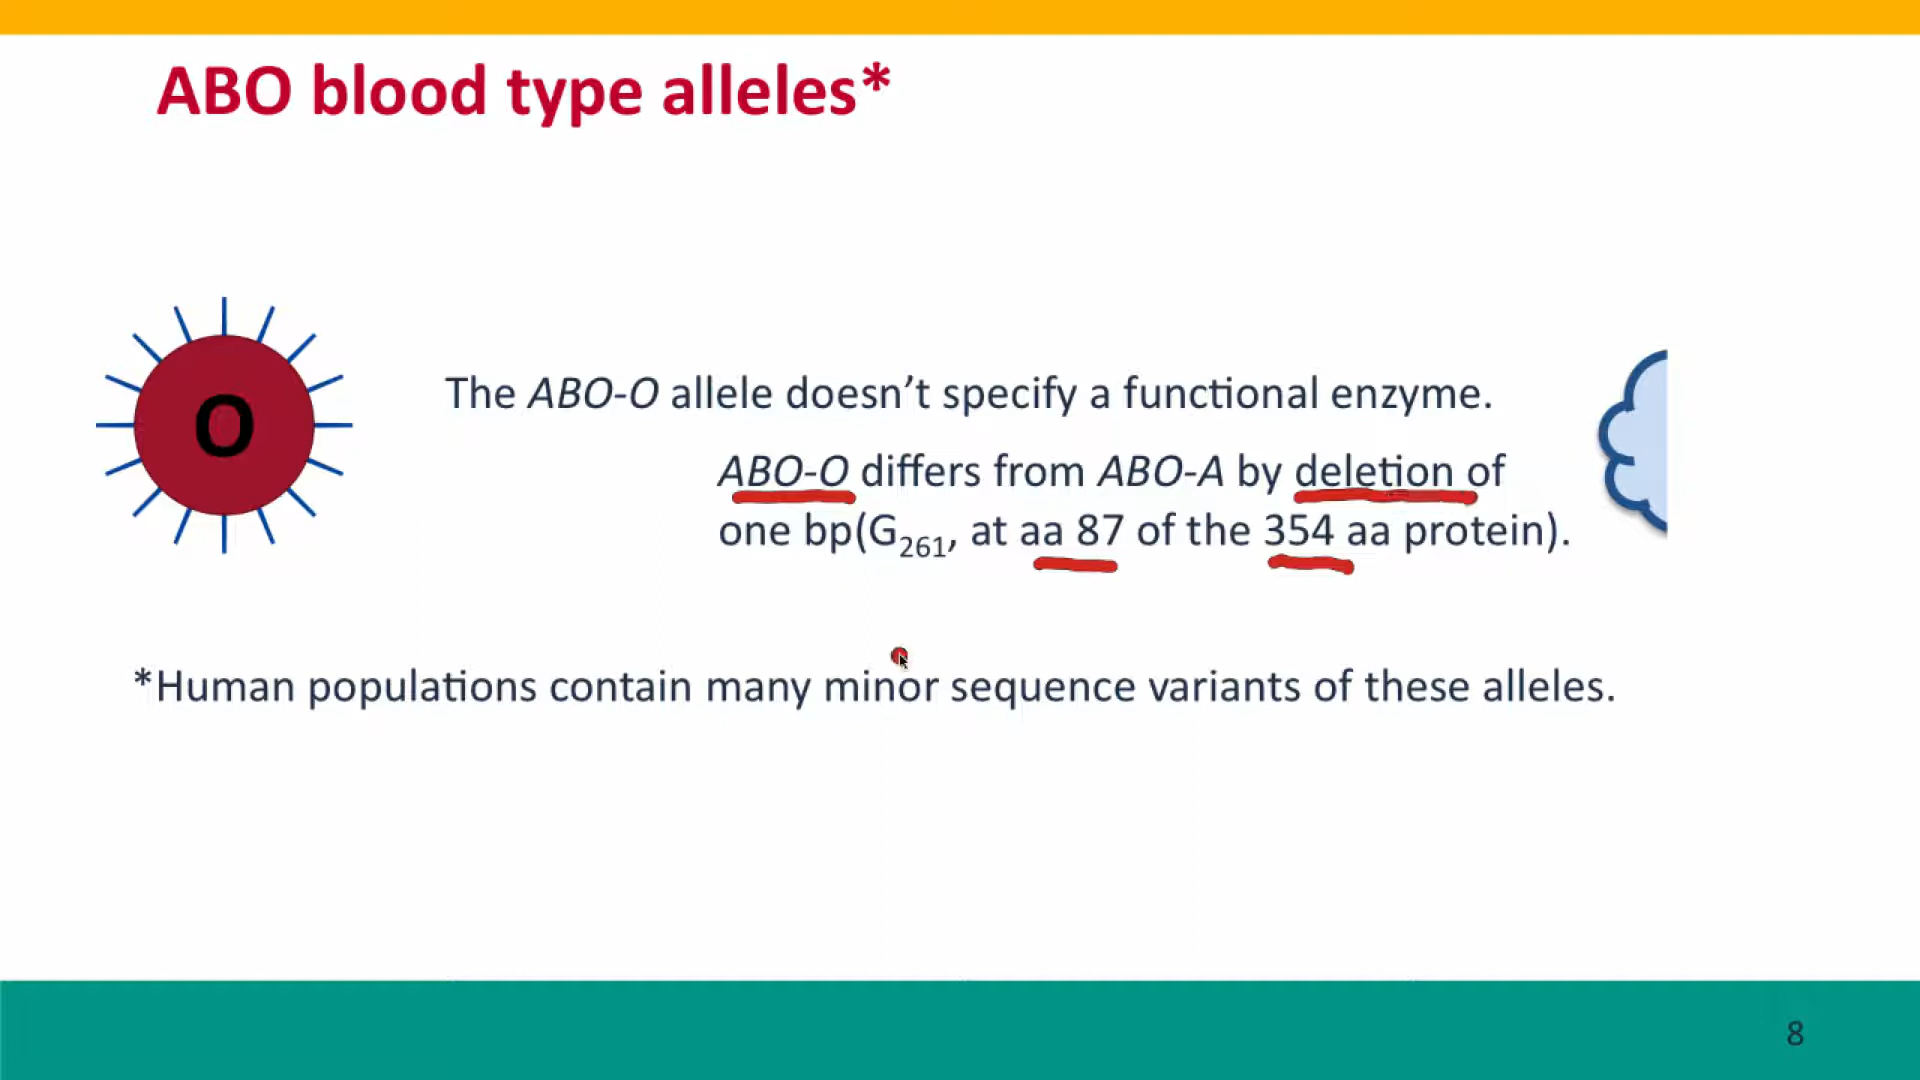 ABO blood type alleles*
O
The ABO-O allele doesn’t specify a functional enzyme.
ABO-O differs from ABO-A by deletion of
one bp(G261, at aa 87 of the 354 aa protein).
*Human populations contain many minor sequence variants of these alleles.
8